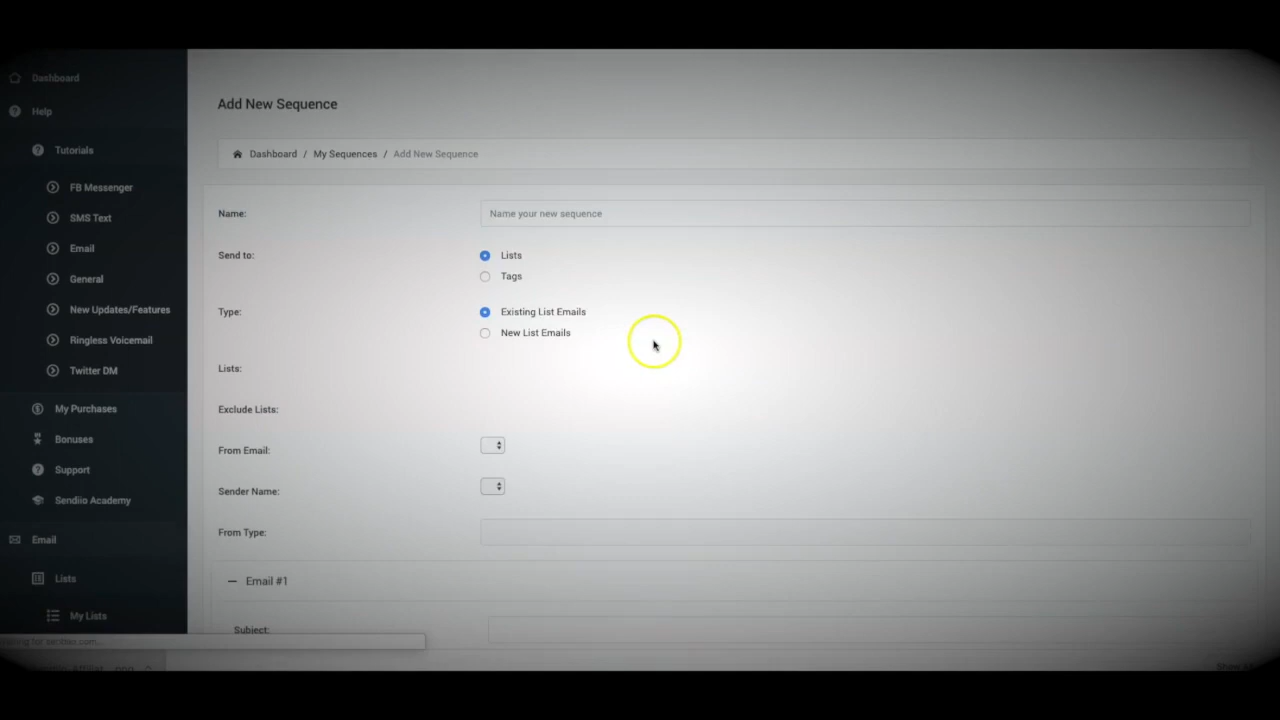 Dashboard
Help
Tutorials
FB Messenger
SMS Text
Email
General
New Updates/Features
Ringless Voicemail
Twitter DM
My Purchases
Bonuses
Support
Sendiio Academy
Email
Lists
My Lists
Add New Sequence
Dashboard / My Sequences / Add New Sequence
Name: Name your new sequence
Send to: Lists
Tags
Type: Existing List Emails
New List Emails
Lists:
Exclude Lists:
From Email:
Sender Name:
From Type:
Email #1
Subject:
Show